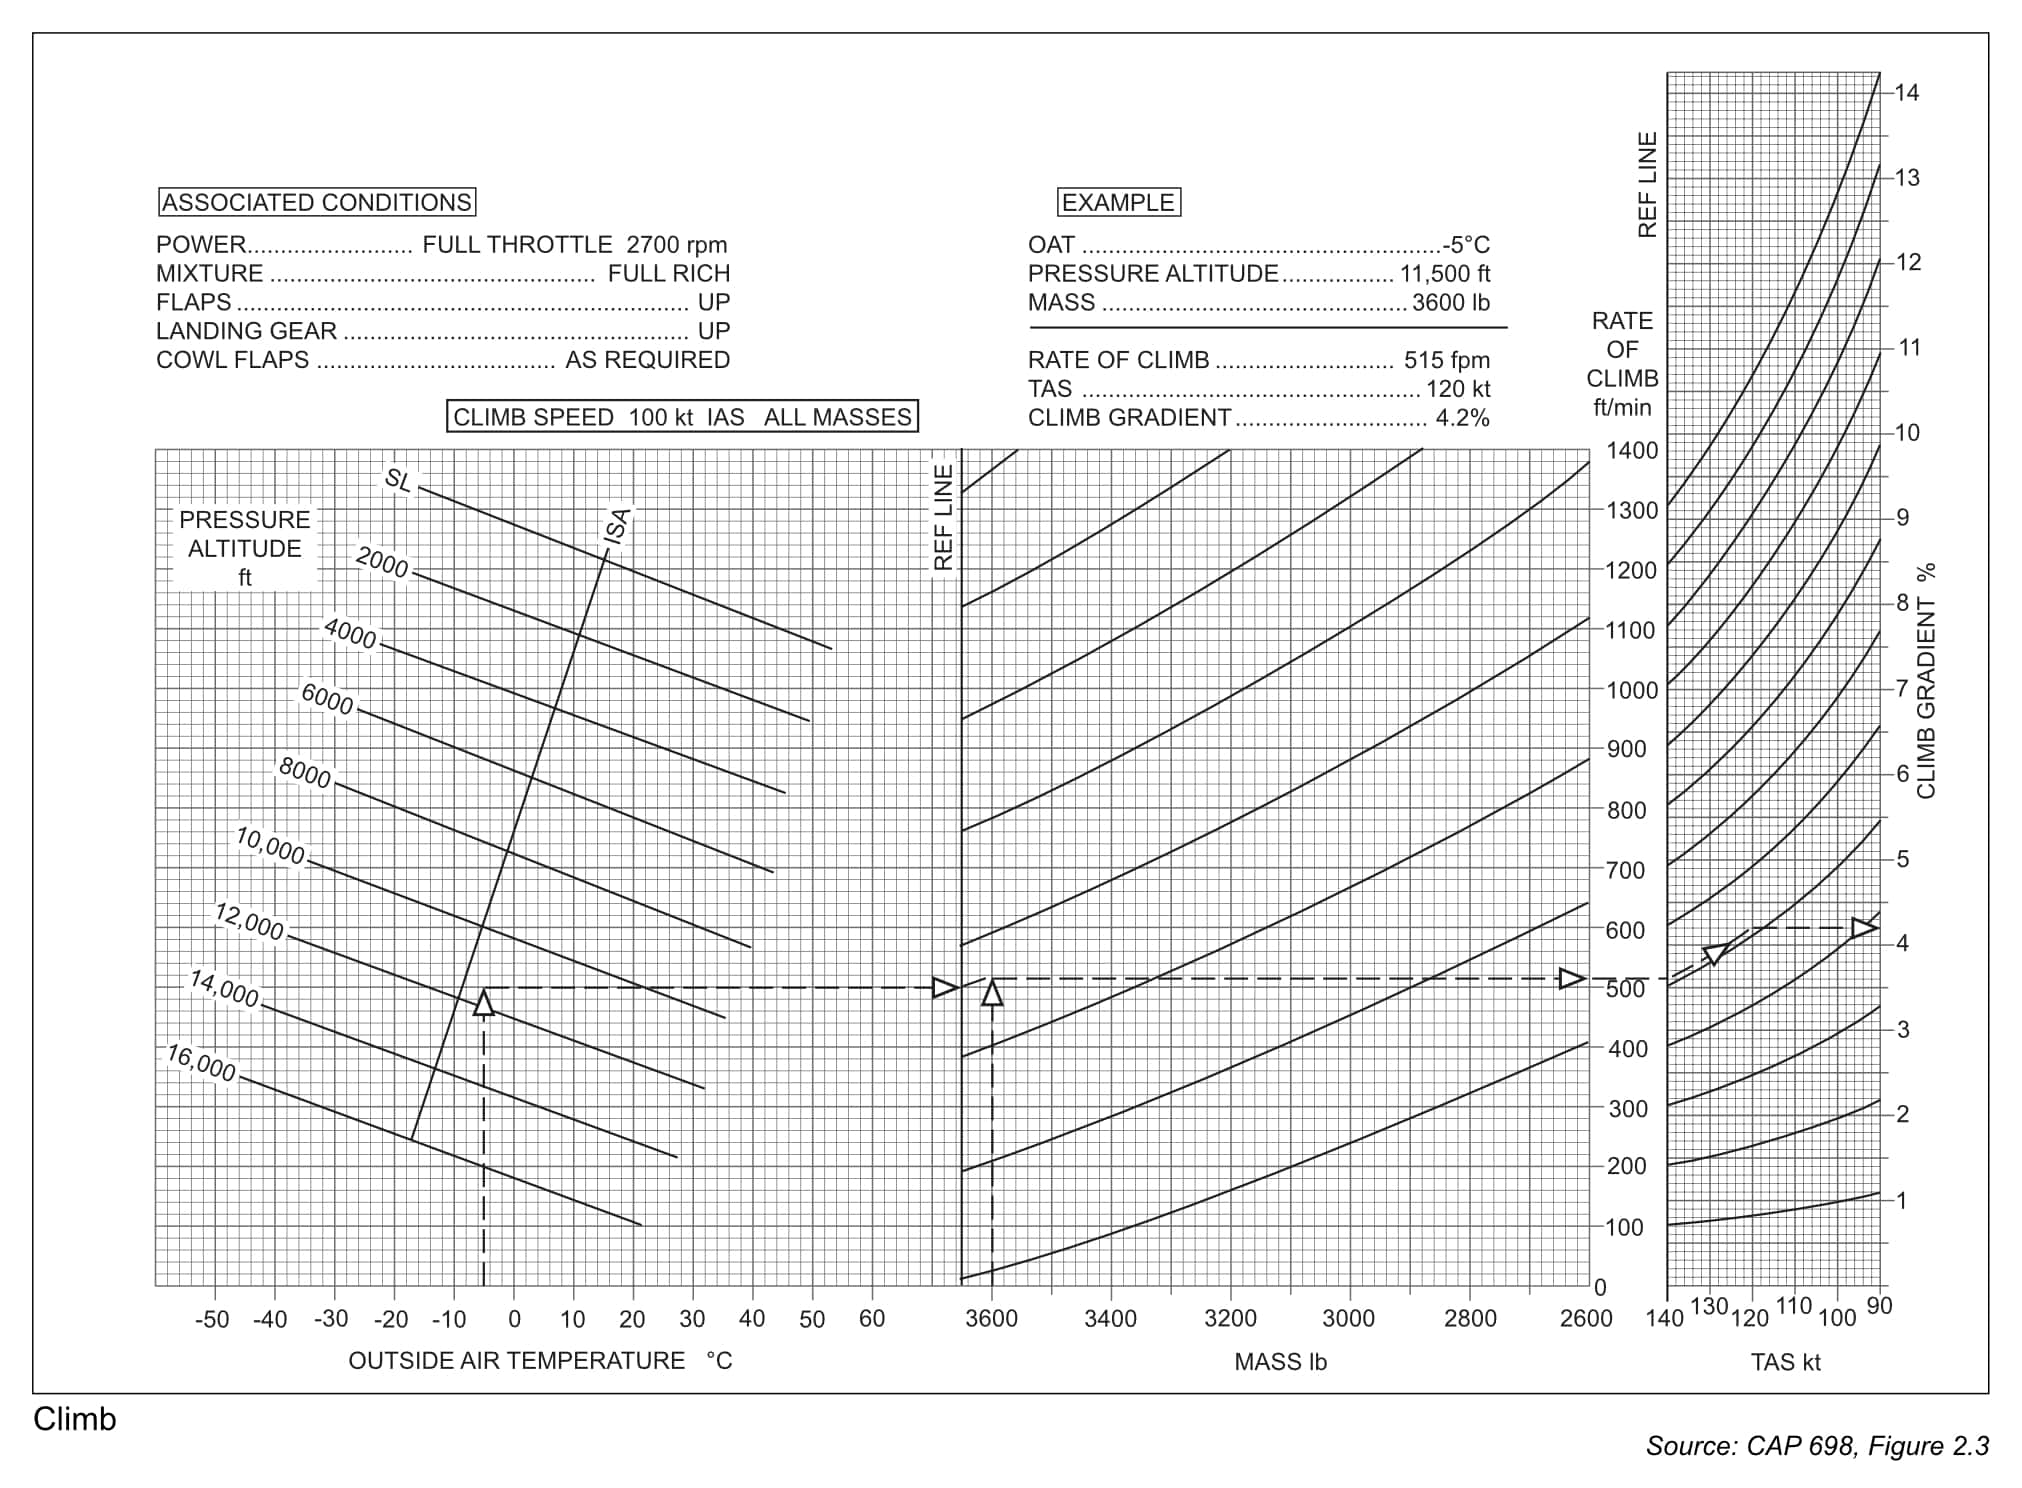 ASSOCIATED CONDITIONS
POWER........................ FULL THROTTLE 2700 rpm
MIXTURE ................................................ FULL RICH
FLAPS .................................................................... UP
LANDING GEAR .................................................... UP
COWL FLAPS .................................... AS REQUIRED
EXAMPLE
OAT ......................................................-5°C
PRESSURE ALTITUDE................. 11,500 ft
MASS .............................................. 3600 lb
RATE OF CLIMB ........................... 515 fpm
TAS ................................................... 120 kt
CLIMB GRADIENT............................. 4.2%
CLIMB SPEED 100 kt IAS ALL MASSES
PRESSURE
ALTITUDE
ft
SL
2000
4000
6000
8000
10,000
12,000
14,000
16,000
ISA
REF LINE
REF LINE
RATE
OF
CLIMB
ft/min
1400
1300
1200
1100
1000
900
800
700
600
500
400
300
200
100
0
14
13
12
11
10
9
8
7
6
5
4
3
2
1
CLIMB GRADIENT %
-50 -40 -30 -20 -10 0 10 20 30 40 50 60
3600 3400 3200 3000 2800 2600
140 130 120 110 100 90
OUTSIDE AIR TEMPERATURE °C
MASS lb
TAS kt
Climb
Source: CAP 698, Figure 2.3